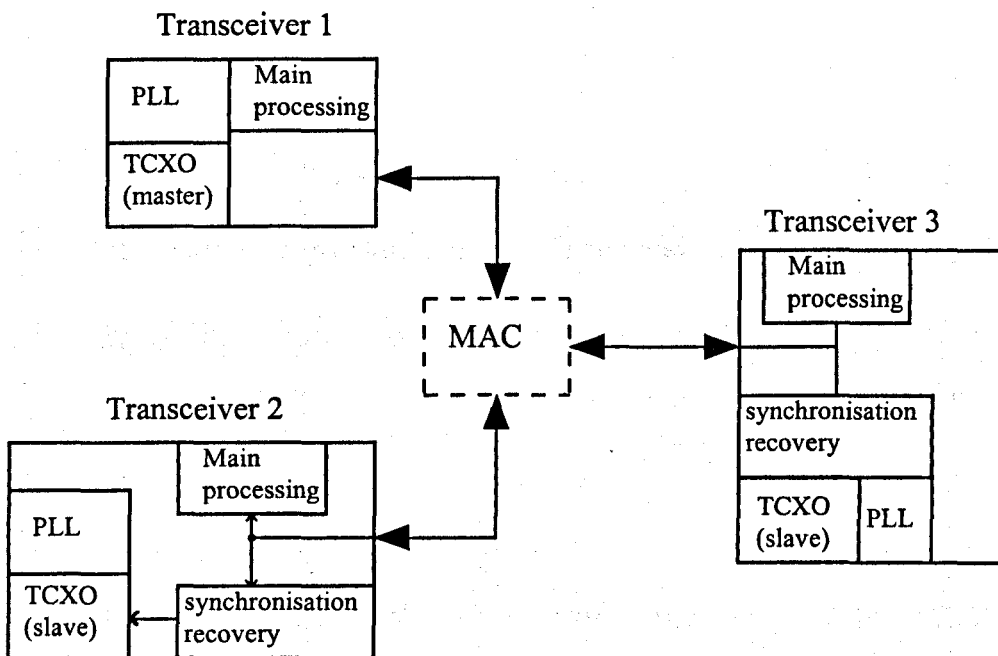 Transceiver 1
PLL
Main
processing
TCXO
(master)
Transceiver 3
Main
processing
MAC
synchronisation
recovery
TCXO
(slave)
PLL
Transceiver 2
Main
processing
PLL
TCXO
(slave)
synchronisation
recovery